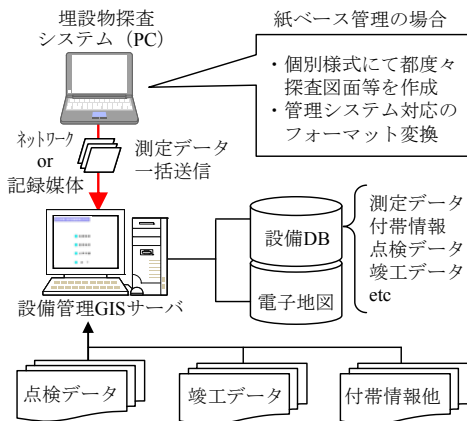 埋設物探査
システム（PC）
紙ベース管理の場合
・個別様式にて都度々
探査図面等を作成
・管理システム対応の
フォーマット変換
ネットワーク
or
記録媒体
測定データ
一括送信
設備DB
電子地図
測定データ
付帯情報
点検データ
竣工データ
etc
設備管理GISサーバ
点検データ
竣工データ
付帯情報他